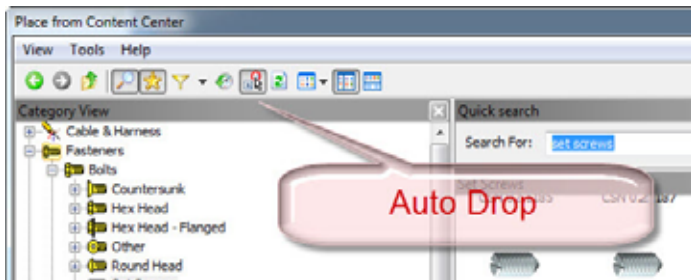 Place from Content Center
View Tools Help
Category View
Quick search
Cable & Harness
Search For: set screws
Fasteners
Bolts
Set Screws
Countersunk
Auto Drop
Hex Head
Hex Head - Flanged
Other
Round Head